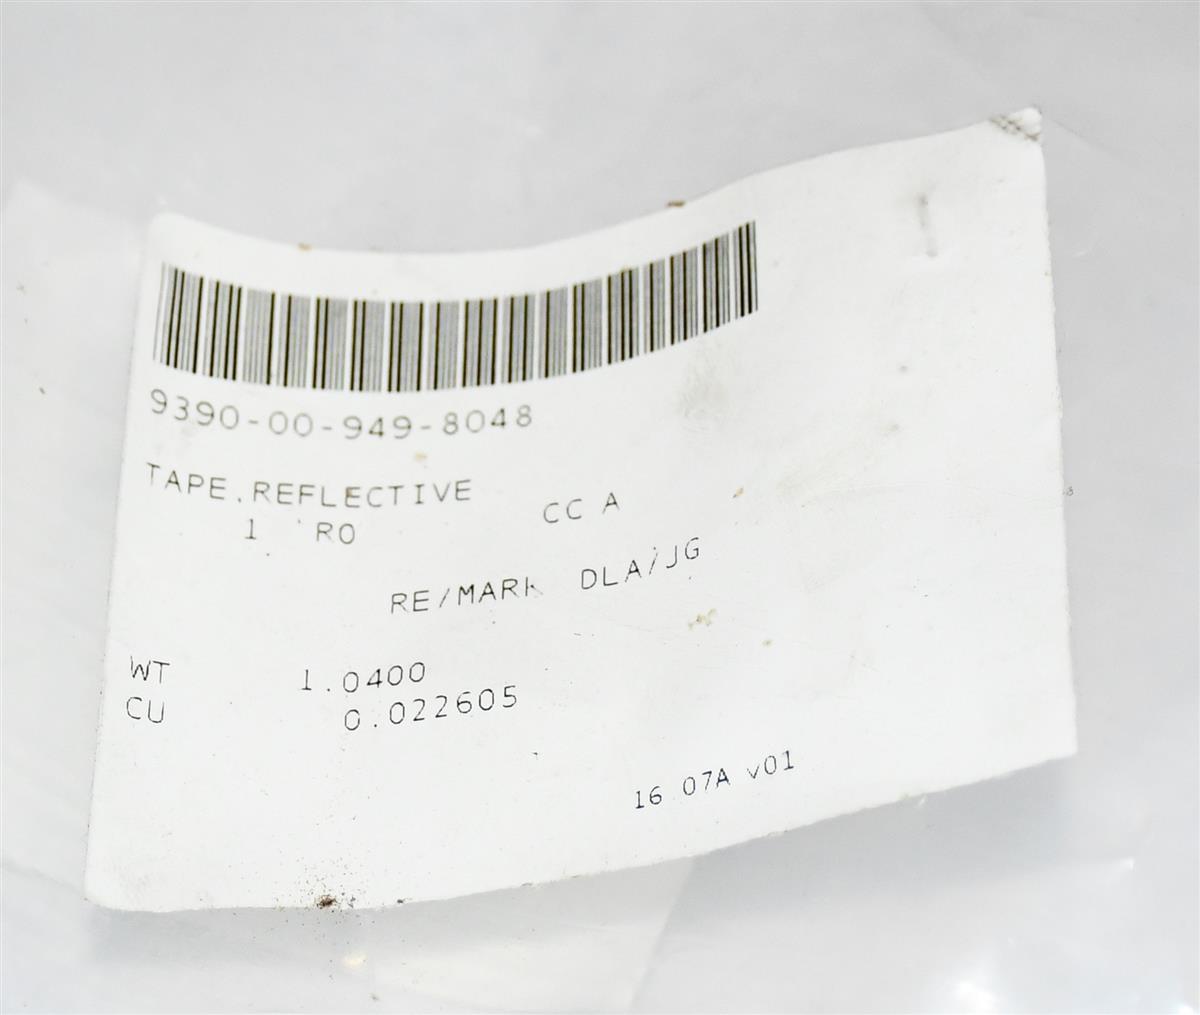 9390-00-949-8048
TAPE.REFLECTIVE
1 RO CC A
RE/MARK DLA/JG
WT 1.0400
CU 0.022605
16 07A v01